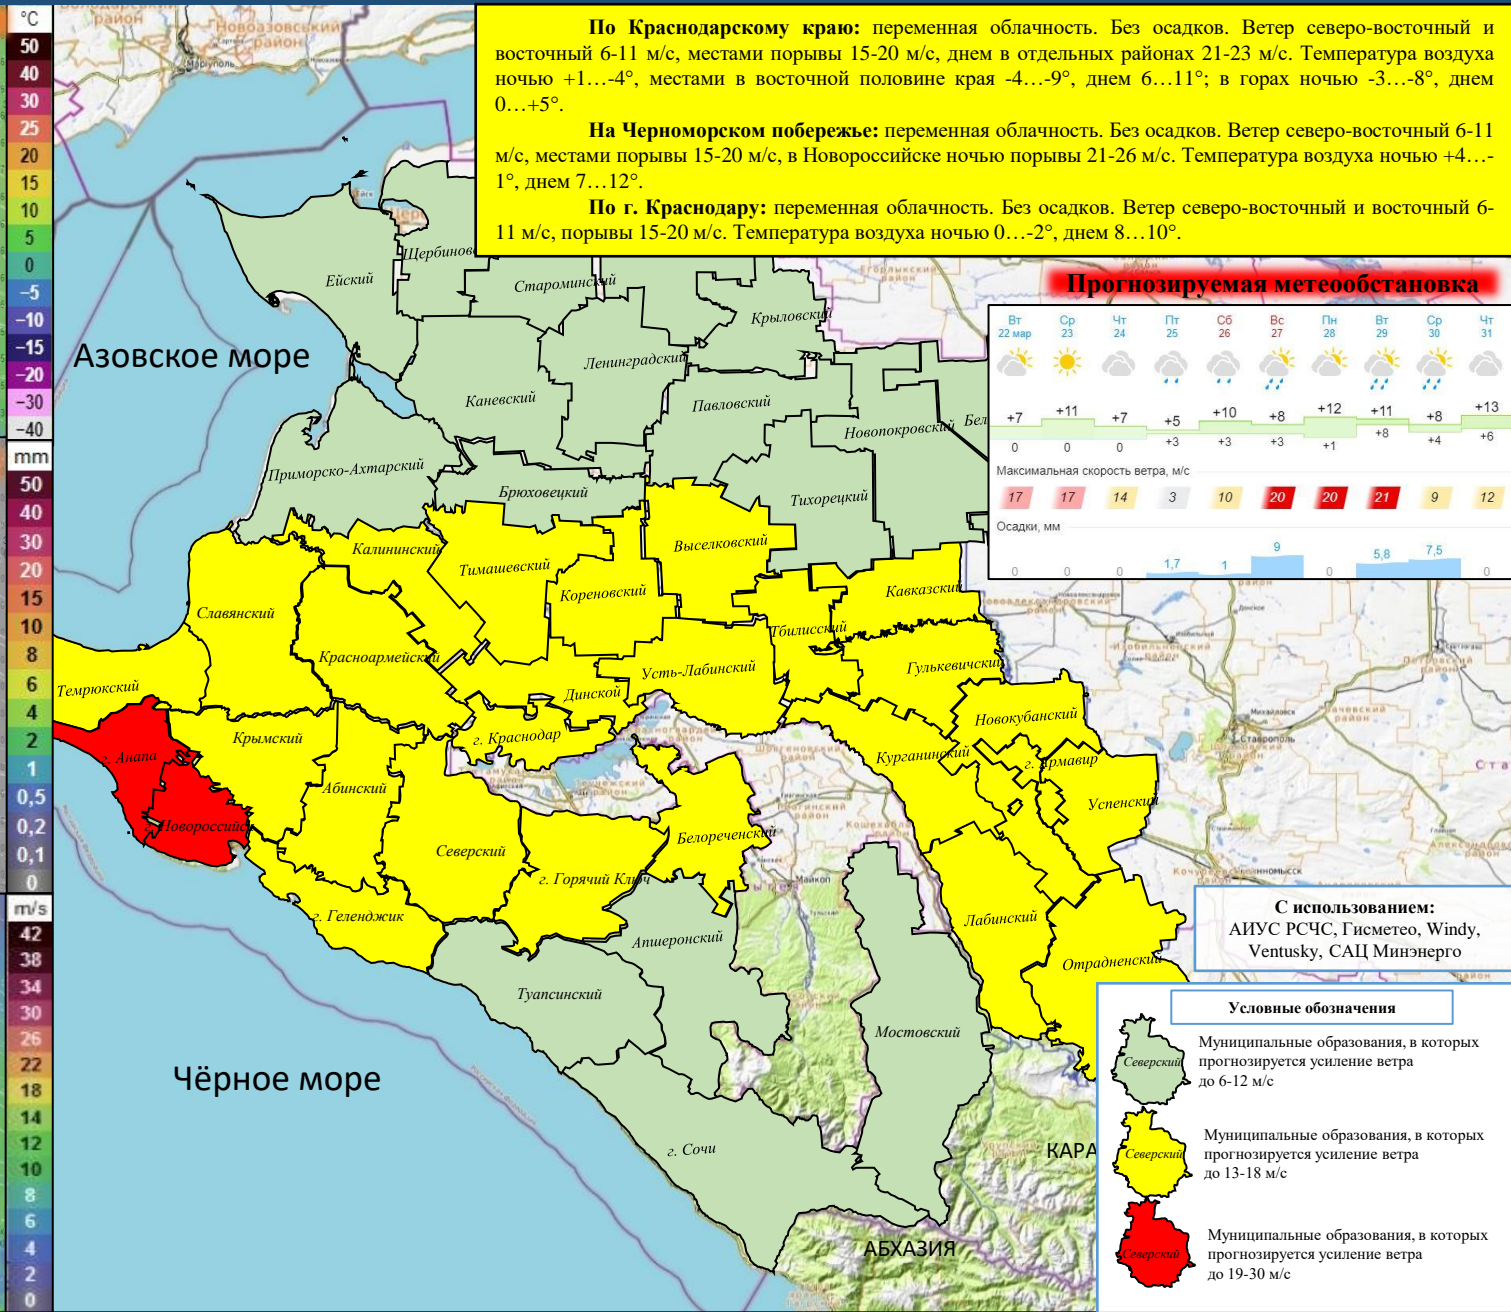 По Краснодарскому краю: переменная облачность. Без осадков. Ветер северо-восточный и
восточный 6-11 м/с, местами порывы 15-20 м/с, днем в отдельных районах 21-23 м/с. Температура воздуха
ночью +1…-4°, местами в восточной половине края -4…-9°, днем 6…11°; в горах ночью -3…-8°, днем
0…+5°.
На Черноморском побережье: переменная облачность. Без осадков. Ветер северо-восточный 6-11
м/с, местами порывы 15-20 м/с, в Новороссийске ночью порывы 21-26 м/с. Температура воздуха ночью +4…-
1°, днем 7…12°.
По г. Краснодару: переменная облачность. Без осадков. Ветер северо-восточный и восточный 6-
11 м/с, порывы 15-20 м/с. Температура воздуха ночью 0…-2°, днем 8…10°.
Прогнозируемая метеообстановка
Вт Ср Чт Пт Сб Вс Пн Вт Ср Чт
22 мар 23 24 25 26 27 28 29 30 31
+7 +11 +7 +5 +10 +8 +12 +11 +8 +13
0 0 0 +3 +3 +3 +1 +8 +4 +6
Максимальная скорость ветра, м/с
17 17 14 3 10 20 20 21 9 12
Осадки, мм
0 0 0 1,7 1 9 0 5,8 7,5 0
°C
50
40
30
25
20
15
10
5
0
−5
−10
−15
−20
−30
−40
mm
50
40
30
20
15
10
8
6
4
2
1
0,5
0,2
0,1
0
m/s
42
38
34
30
26
22
18
14
12
10
8
6
4
2
0
Азовское море
Чёрное море
Ейский
Щербинов
Староминский
Крыловский
Ленинградский
Каневский
Павловский
Новопокровский
Бел
Приморско-Ахтарский
Брюховецкий
Тихорецкий
Калининский
Тимашевский
Выселковский
Кореновский
Кавказский
Славянский
Тбилисский
Красноармейский
Усть-Лабинский
Гулькевичский
Темрюкский
Динской
Новокубанский
г. Краснодар
Крымский
Курганинский
г. Анапа
г. Армавир
Абинский
Успенский
г. Новороссийск
Белореченский
Северский
г. Горячий Ключ
г. Геленджик
Лабинский
Апшеронский
Отрадненский
Туапсинский
Мостовский
г. Сочи
КАРА
АБХАЗИЯ
Мариуполь
Ставрополь
Майкоп
С использованием:
АИУС РСЧС, Гисметео, Windy,
Ventusky, САЦ Минэнерго
Условные обозначения
Северский
Муниципальные образования, в которых
прогнозируется усиление ветра
до 6-12 м/с
Северский
Муниципальные образования, в которых
прогнозируется усиление ветра
до 13-18 м/с
Северский
Муниципальные образования, в которых
прогнозируется усиление ветра
до 19-30 м/с